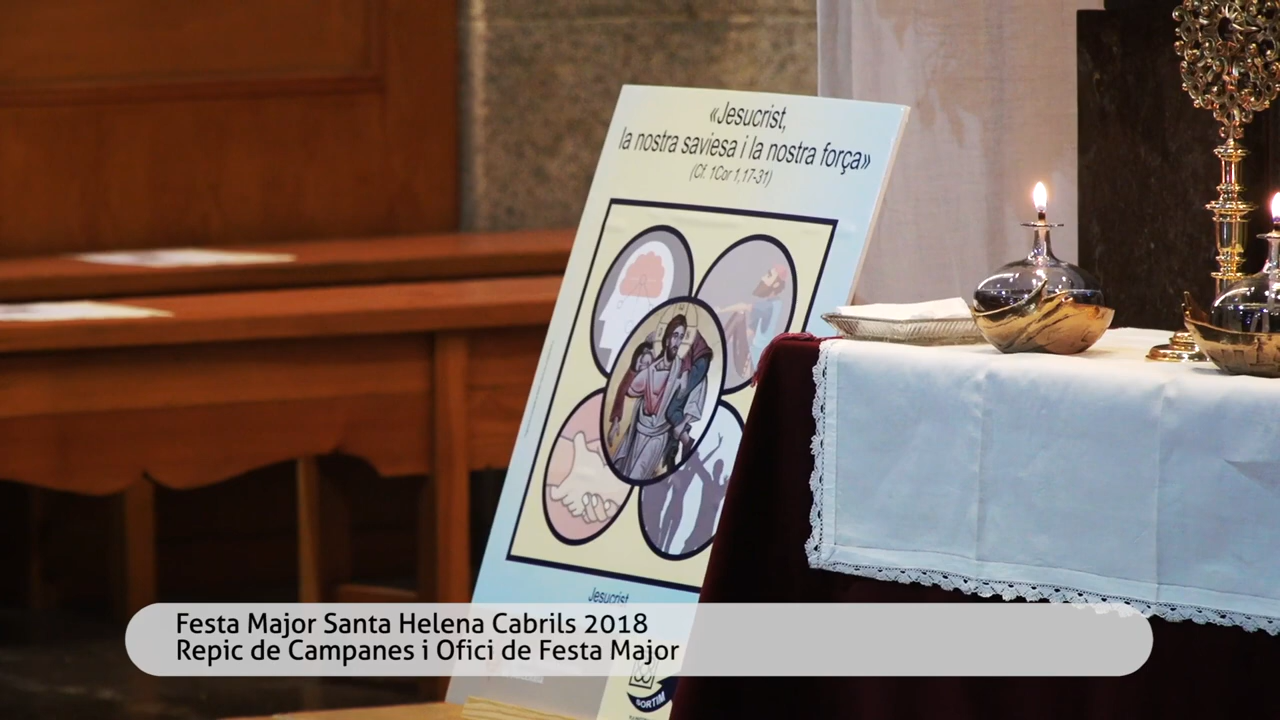 «Jesucrist,
la nostra saviesa i la nostra força»
(Cf. 1Cor 1,17-31)
Jesucrist
Festa Major Santa Helena Cabrils 2018
Repic de Campanes i Ofici de Festa Major
SORTIM